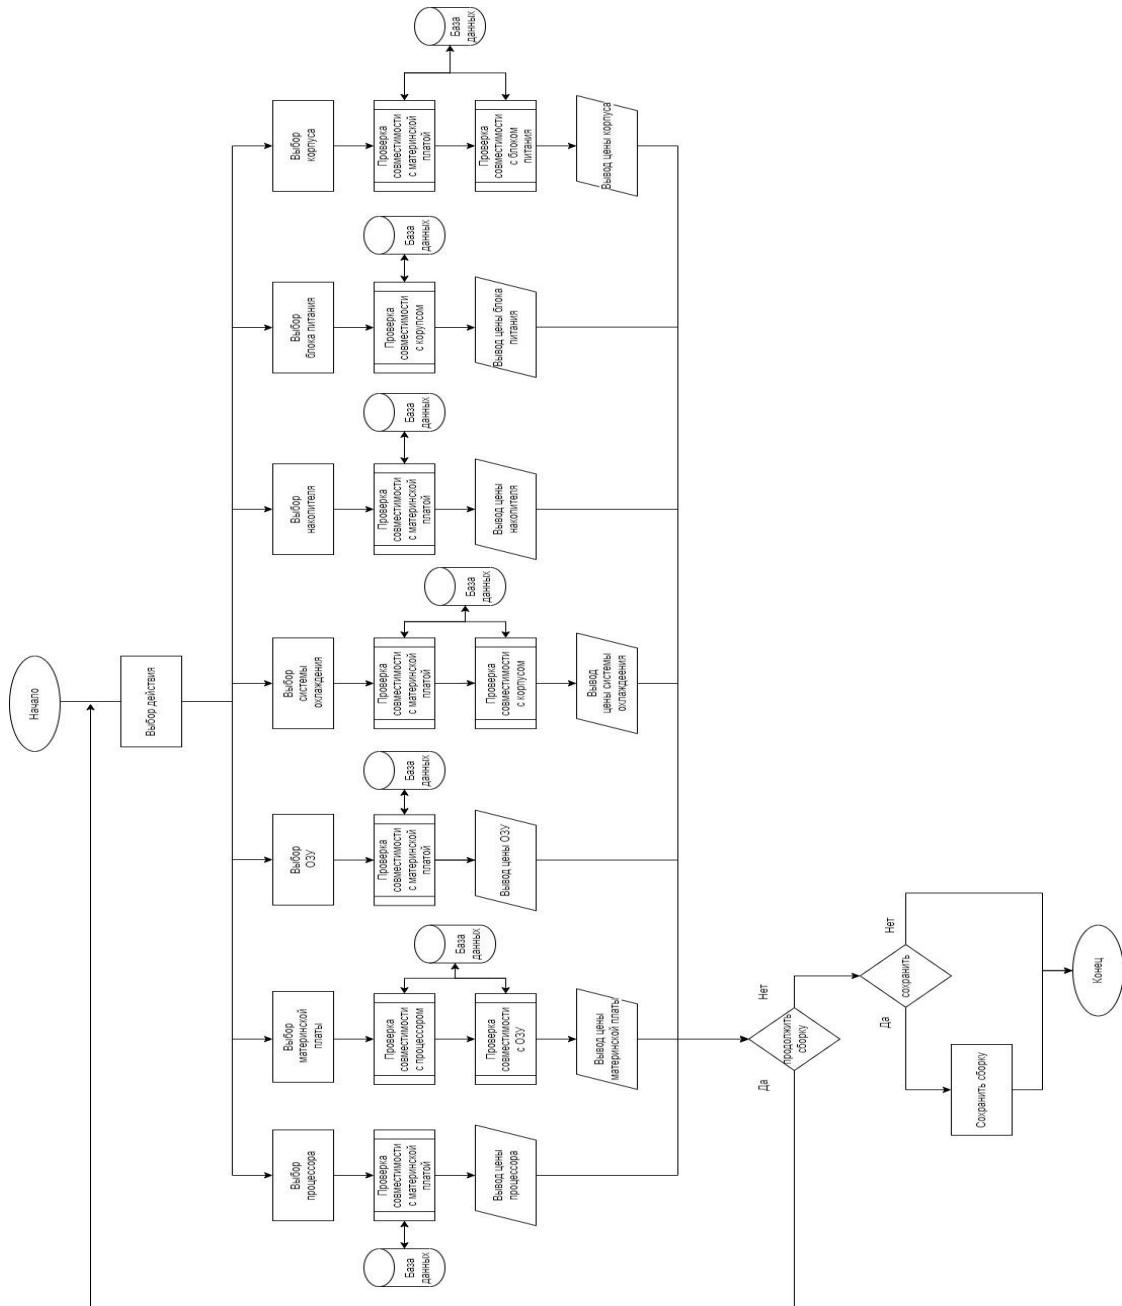 Начало
Выбор действия
Выбор
процессора
Проверка
совместимости
с материнской
платой
База
данных
Вывод цены
процессора
Выбор
материнской
платы
Проверка
совместимости
с процессором
База
данных
Проверка
совместимости
с ОЗУ
Вывод цены
материнской платы
Выбор
ОЗУ
Проверка
совместимости
с материнской
платой
База
данных
Вывод цены ОЗУ
Выбор
системы
охлаждения
Проверка
совместимости
с материнской
платой
База
данных
Проверка
совместимости
с корпусом
Вывод
цены системы
охлаждеения
Выбор
накопителя
Проверка
совместимости
с материнской
платой
База
данных
Вывод цены
накопителя
Выбор
блока питания
Проверка
совместимости
с корупсом
База
данных
Вывод цены блока
питания
Выбор
корпуса
Проверка
совместимости
с материнской
платой
База
данных
Проверка
совместимости
с блоком
питания
Вывод цены корпуса
продолжить
сборку
Да
Нет
сохранить
Да
Нет
Сохранить сборку
Конец